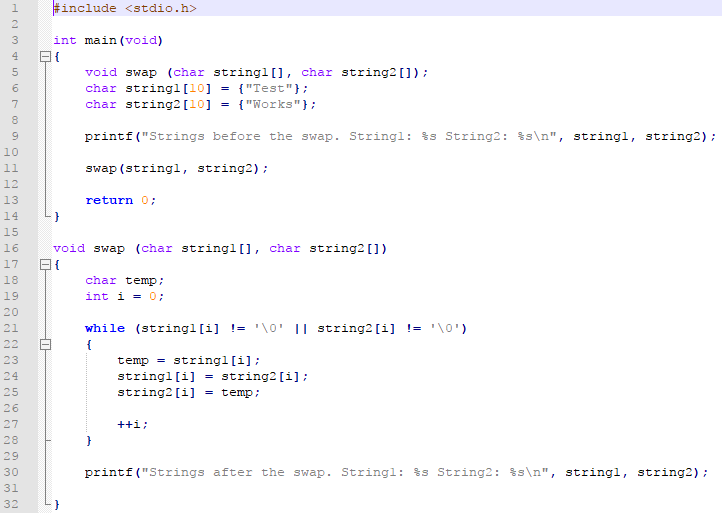 1 #include <stdio.h>
2
3 int main(void)
4 {
5 void swap (char string1[], char string2[]);
6 char string1[10] = {"Test"};
7 char string2[10] = {"Works"};
8
9 printf("Strings before the swap. String1: %s String2: %s\n", string1, string2);
10
11 swap(string1, string2);
12
13 return 0;
14 }
15
16 void swap (char string1[], char string2[])
17 {
18 char temp;
19 int i = 0;
20
21 while (string1[i] != '\0' || string2[i] != '\0')
22 {
23 temp = string1[i];
24 string1[i] = string2[i];
25 string2[i] = temp;
26
27 ++i;
28 }
29
30 printf("Strings after the swap. String1: %s String2: %s\n", string1, string2);
31
32 }